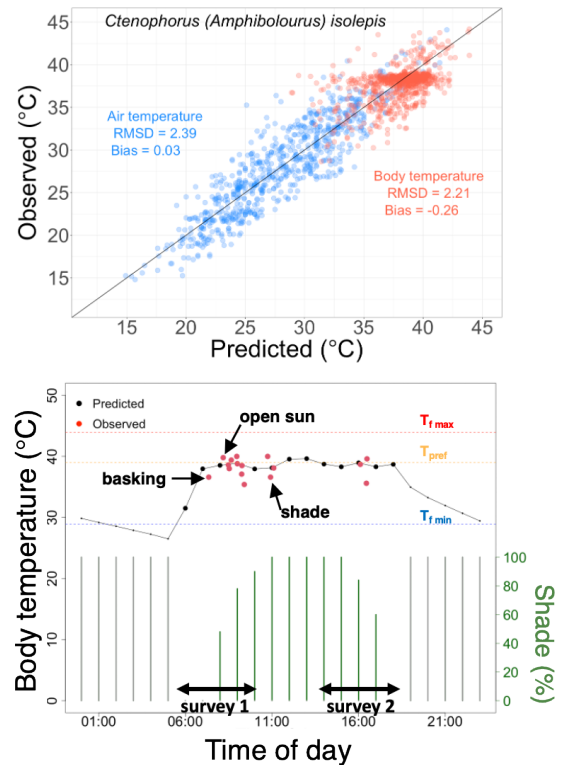 Ctenophorus (Amphibolourus) isolepis
Observed (°C)
45
40
35
30
25
20
15
Air temperature
RMSD = 2.39
Bias = 0.03
Body temperature
RMSD = 2.21
Bias = -0.26
15 20 25 30 35 40 45
Predicted (°C)
Body temperature (°C)
50
40
30
20
10
0
Predicted
Observed
open sun
basking
shade
T f max
T pref
T f min
100
80
60
40
20
0
Shade (%)
survey 1
survey 2
01:00 06:00 11:00 16:00 21:00
Time of day